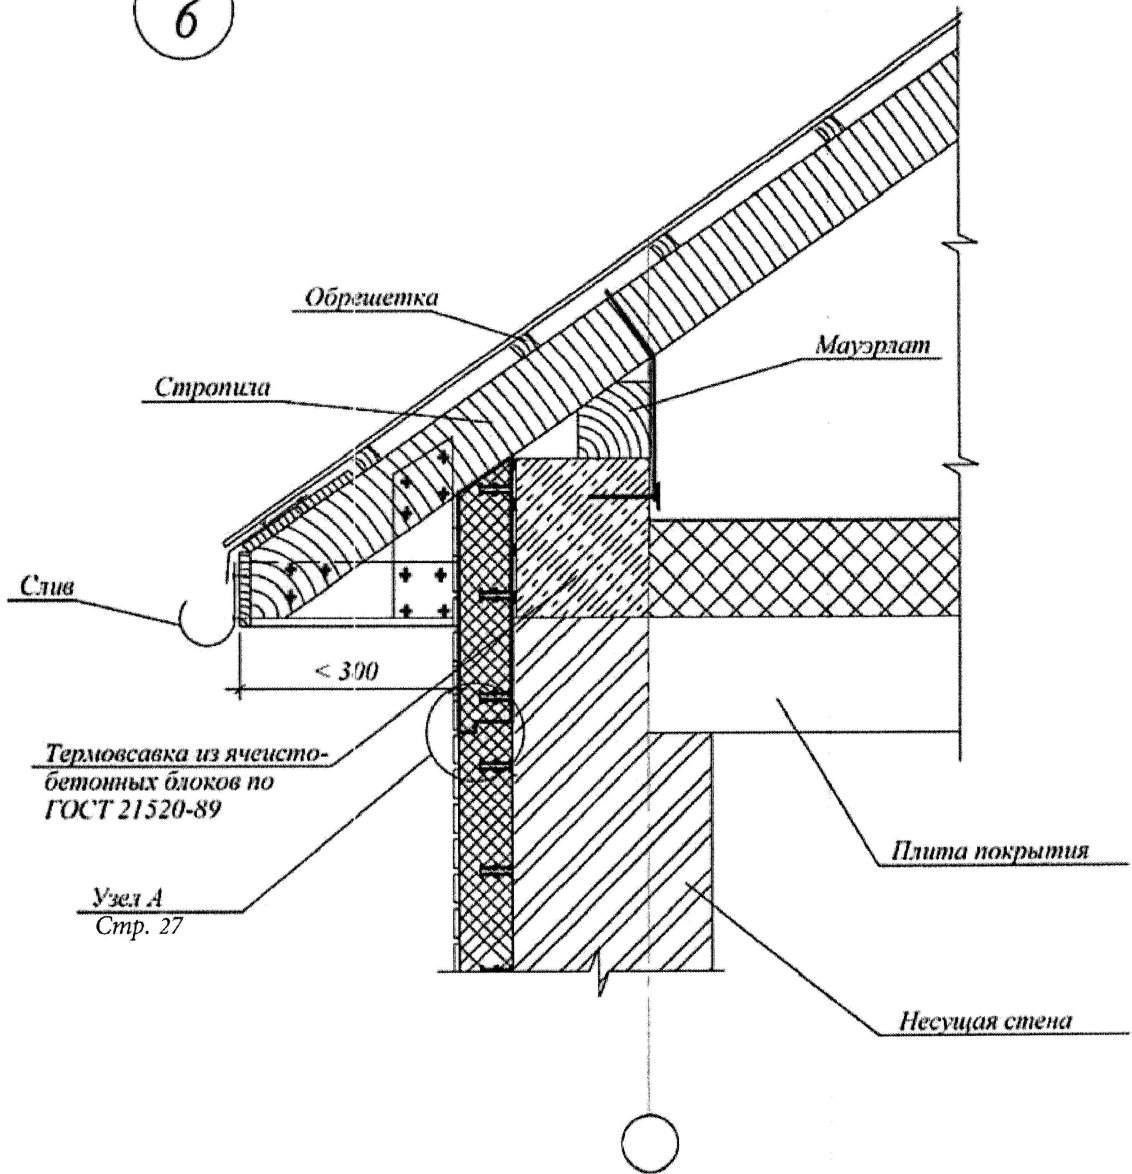 6
Обрешетка
Мауэрлат
Стропила
Слив
< 300
Термовсавка из ячеисто-
бетонных блоков по
ГОСТ 21520-89
Плита покрытия
Узел А
Стр. 27
Несущая стена